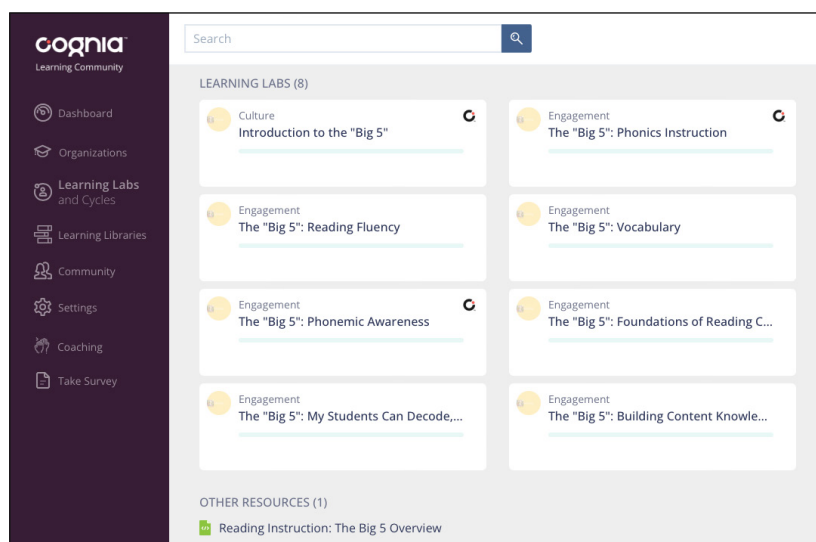 cognia
Learning Community
Dashboard
Organizations
Learning Labs
and Cycles
Learning Libraries
Community
Settings
Coaching
Take Survey
Search
LEARNING LABS (8)
Culture
Introduction to the "Big 5"
Engagement
The "Big 5": Phonics Instruction
Engagement
The "Big 5": Reading Fluency
Engagement
The "Big 5": Vocabulary
Engagement
The "Big 5": Phonemic Awareness
Engagement
The "Big 5": Foundations of Reading C...
Engagement
The "Big 5": My Students Can Decode,...
Engagement
The "Big 5": Building Content Knowle...
OTHER RESOURCES (1)
Reading Instruction: The Big 5 Overview